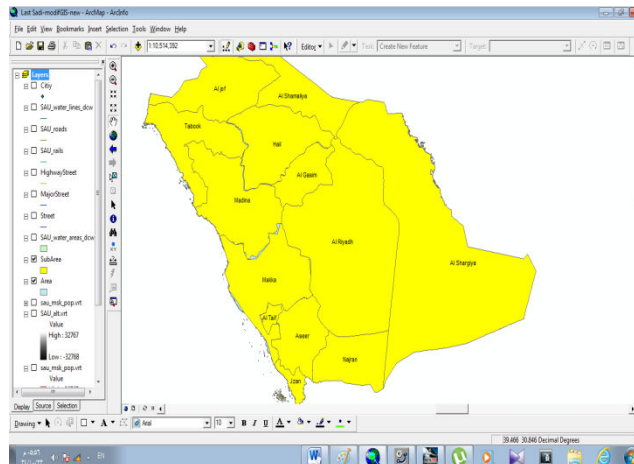 Last Sadi-modifGIS-new - ArcMap - ArcInfo
File Edit View Bookmarks Insert Selection Tools Window Help
1:10,514,392 Editor Task: Create New Feature Target:
Layers
City
SAU_water_lines_dcw
SAU_roads
SAU_rails
HighwayStreet
MajorStreet
Street
SAU_water_areas_dcw
SubArea
Area
sau_msk_pop.vrt
SAU_alt.vrt
Value
High : 32767
Low : -32768
sau_msk_pop.vrt
Value
Display Source Selection
Al jof
Al Shamaliya
Tabook
Hail
Al Qasim
Madina
Al Riyadh
Al Shargiya
Makka
Al Taif
Aseer
Najran
Jzan
Drawing Arial 10 B I U A
39.466 30.846 Decimal Degrees
EN